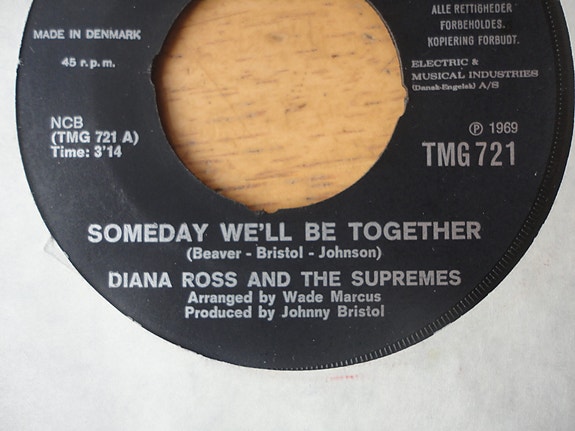 MADE IN DENMARK
45 r.p.m.
NCB
(TMG 721 A)
Time: 3'14
ALLE RETTIGHEDER
FORBEHOLDES.
KOPIERING FORBUDT.
ELECTRIC &
MUSICAL INDUSTRIES
(Dansk-Engelsk) A/S
Ⓟ 1969
TMG 721
SOMEDAY WE'LL BE TOGETHER
(Beaver - Bristol - Johnson)
DIANA ROSS AND THE SUPREMES
Arranged by Wade Marcus
Produced by Johnny Bristol